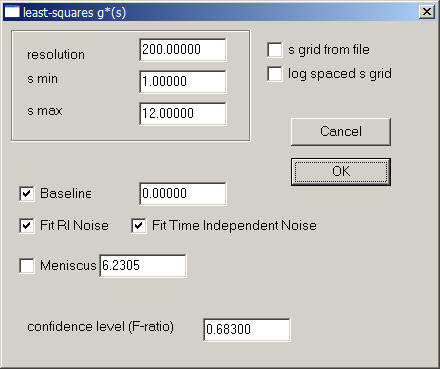 least-squares g*(s)
resolution 200.00000
s grid from file
s min 1.00000
log spaced s grid
s max 12.00000
Cancel
OK
Baseline 0.00000
Fit RI Noise Fit Time Independent Noise
Meniscus 6.2305
confidence level (F-ratio) 0.68300